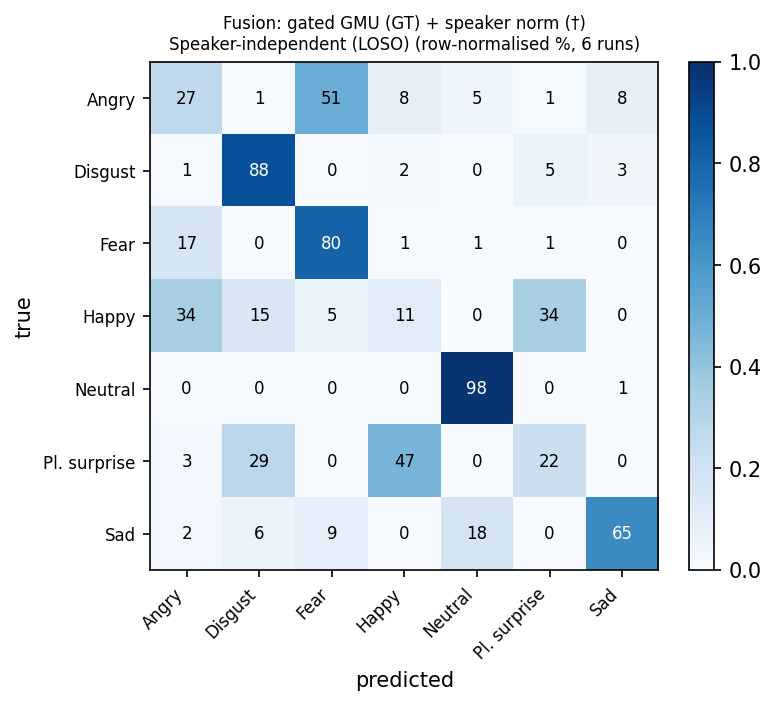 Fusion: gated GMU (GT) + speaker norm (†)
Speaker-independent (LOSO) (row-normalised %, 6 runs)
Angry 27 1 51 8 5 1 8
Disgust 1 88 0 2 0 5 3
Fear 17 0 80 1 1 1 0
Happy 34 15 5 11 0 34 0
Neutral 0 0 0 0 98 0 1
Pl. surprise 3 29 0 47 0 22 0
Sad 2 6 9 0 18 0 65
true
Angry Disgust Fear Happy Neutral Pl. surprise Sad
predicted
1.0
0.8
0.6
0.4
0.2
0.0